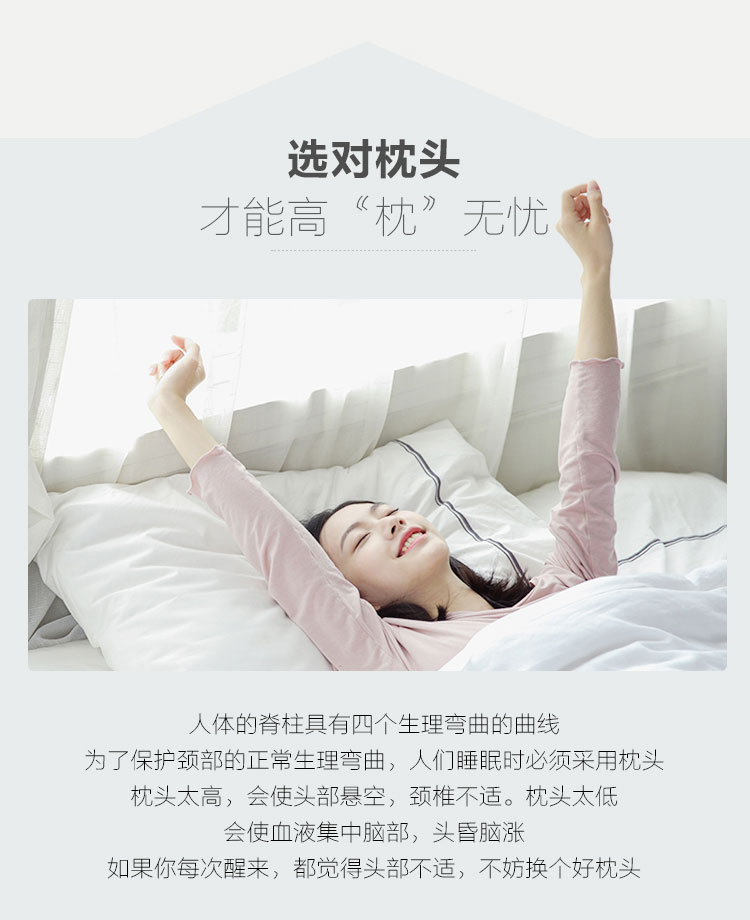 选对枕头
才能高“枕”无忧
人体的脊柱具有四个生理弯曲的曲线
为了保护颈部的正常生理弯曲，人们睡眠时必须采用枕头
枕头太高，会使头部悬空，颈椎不适。枕头太低
会使血液集中脑部，头昏脑涨
如果你每次醒来，都觉得头部不适，不妨换个好枕头